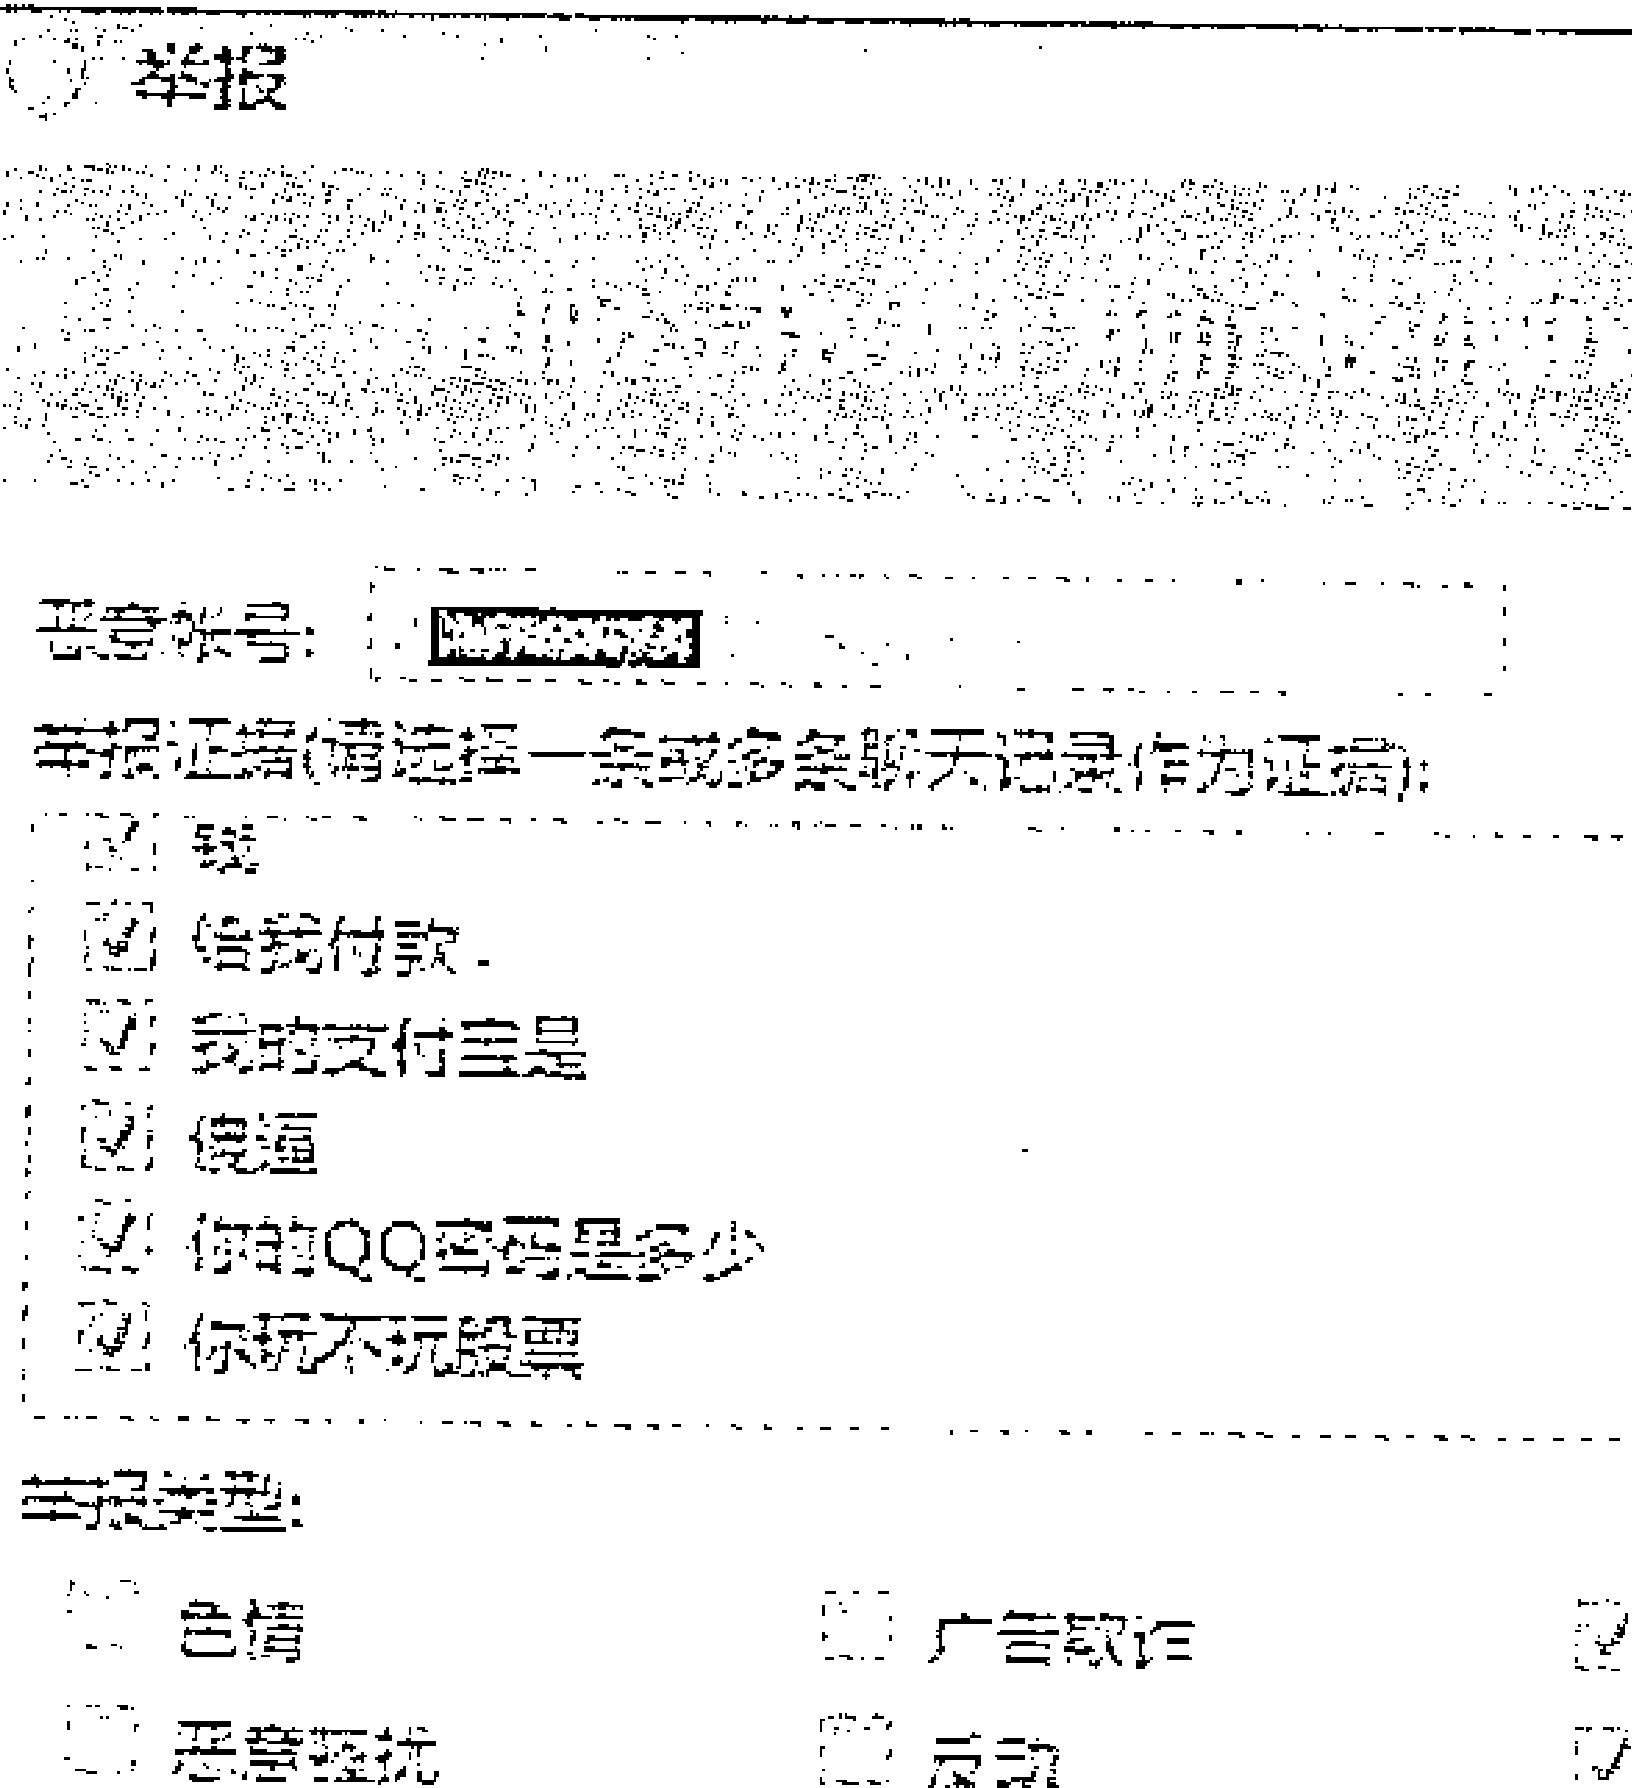 举报
恶意帐号:
举报证据(请选择一条或多条聊天记录作为证据):
钱
给我付款.
我的支付宝是
傻逼
你的QQ密码是多少
你玩不玩股票
举报类型:
色情 广告欺诈
恶意骚扰 反动